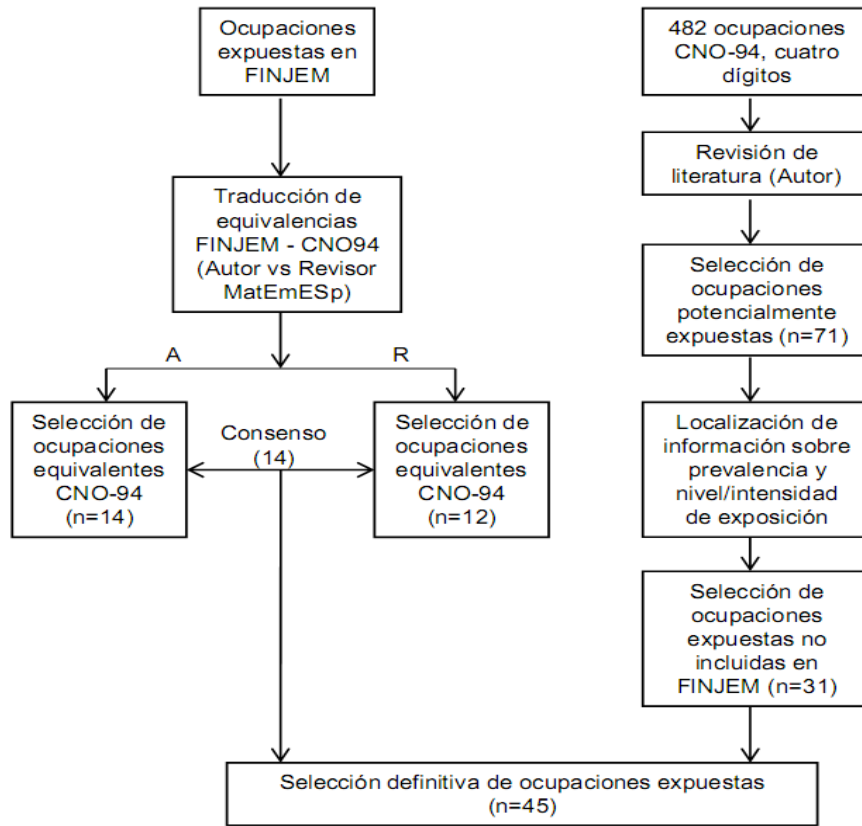 Ocupaciones
expuestas en
FINJEM
Traducción de
equivalencias
FINJEM - CNO94
(Autor vs Revisor
MatEmESp)
A
R
Selección de
ocupaciones
equivalentes
CNO-94
(n=14)
Consenso
(14)
Selección de
ocupaciones
equivalentes
CNO-94
(n=12)
482 ocupaciones
CNO-94, cuatro
dígitos
Revisión de
literatura (Autor)
Selección de
ocupaciones
potencialmente
expuestas (n=71)
Localización de
información sobre
prevalencia y
nivel/intensidad
de exposición
Selección de
ocupaciones
expuestas no
incluidas en
FINJEM (n=31)
Selección definitiva de ocupaciones expuestas
(n=45)